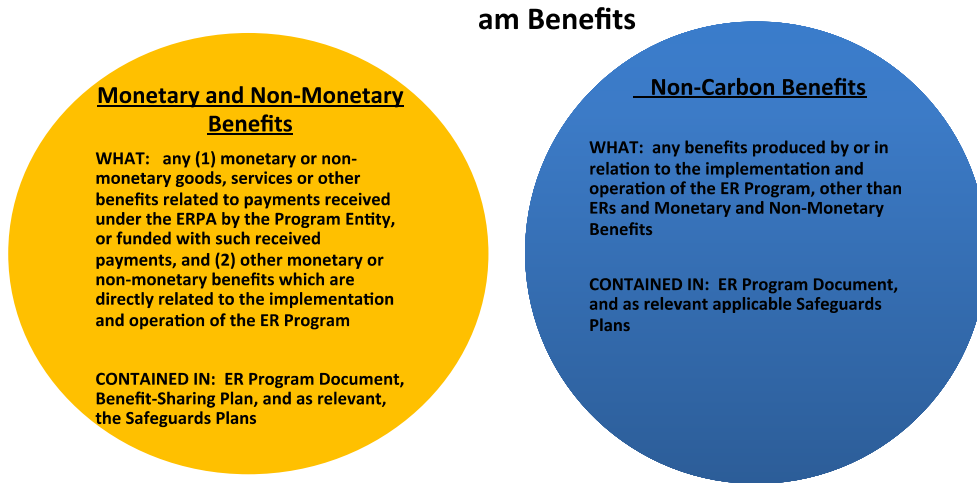 am Benefits
Monetary and Non-Monetary
Benefits
WHAT: any (1) monetary or non-
monetary goods, services or other
benefits related to payments received
under the ERPA by the Program Entity,
or funded with such received
payments, and (2) other monetary or
non-monetary benefits which are
directly related to the implementation
and operation of the ER Program
CONTAINED IN: ER Program Document,
Benefit-Sharing Plan, and as relevant,
the Safeguards Plans
Non-Carbon Benefits
WHAT: any benefits produced by or in
relation to the implementation and
operation of the ER Program, other than
ERs and Monetary and Non-Monetary
Benefits
CONTAINED IN: ER Program Document,
and as relevant applicable Safeguards
Plans